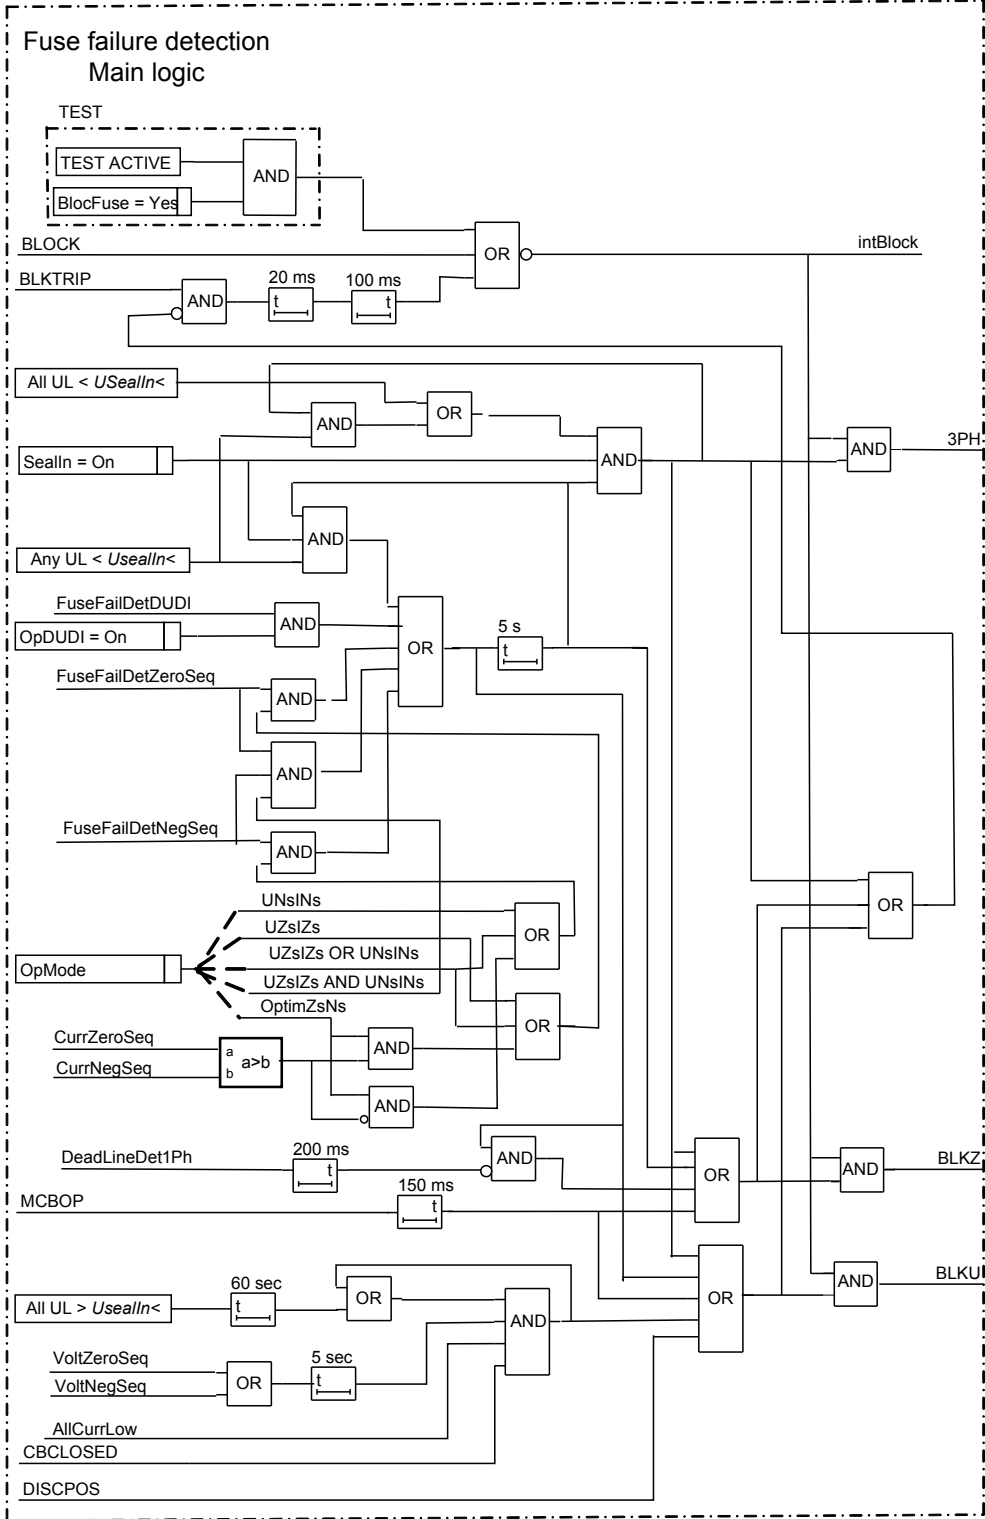 Fuse failure detection
Main logic
TEST
TEST ACTIVE
AND
BlocFuse = Yes
BLOCK
OR
intBlock
BLKTRIP
AND
20 ms
100 ms
t
t
All UL < USealIn<
AND
OR
SealIn = On
AND
AND
3PH
AND
Any UL < UsealIn<
FuseFailDetDUDI
AND
OpDUDI = On
OR
5 s
t
FuseFailDetZeroSeq
AND
AND
FuseFailDetNegSeq
AND
UNsINs
OR
OR
UZsIZs
UZsIZs OR UNsINs
OpMode
UZsIZs AND UNsINs
OptimZsNs
OR
CurrZeroSeq
a
a>b
AND
CurrNegSeq
b
AND
DeadLineDet1Ph
200 ms
t
AND
OR
AND
BLKZ
MCBOP
150 ms
t
60 sec
OR
AND
BLKU
All UL > UsealIn<
t
OR
AND
VoltZeroSeq
OR
5 sec
t
VoltNegSeq
AllCurrLow
CBCLOSED
DISCPOS